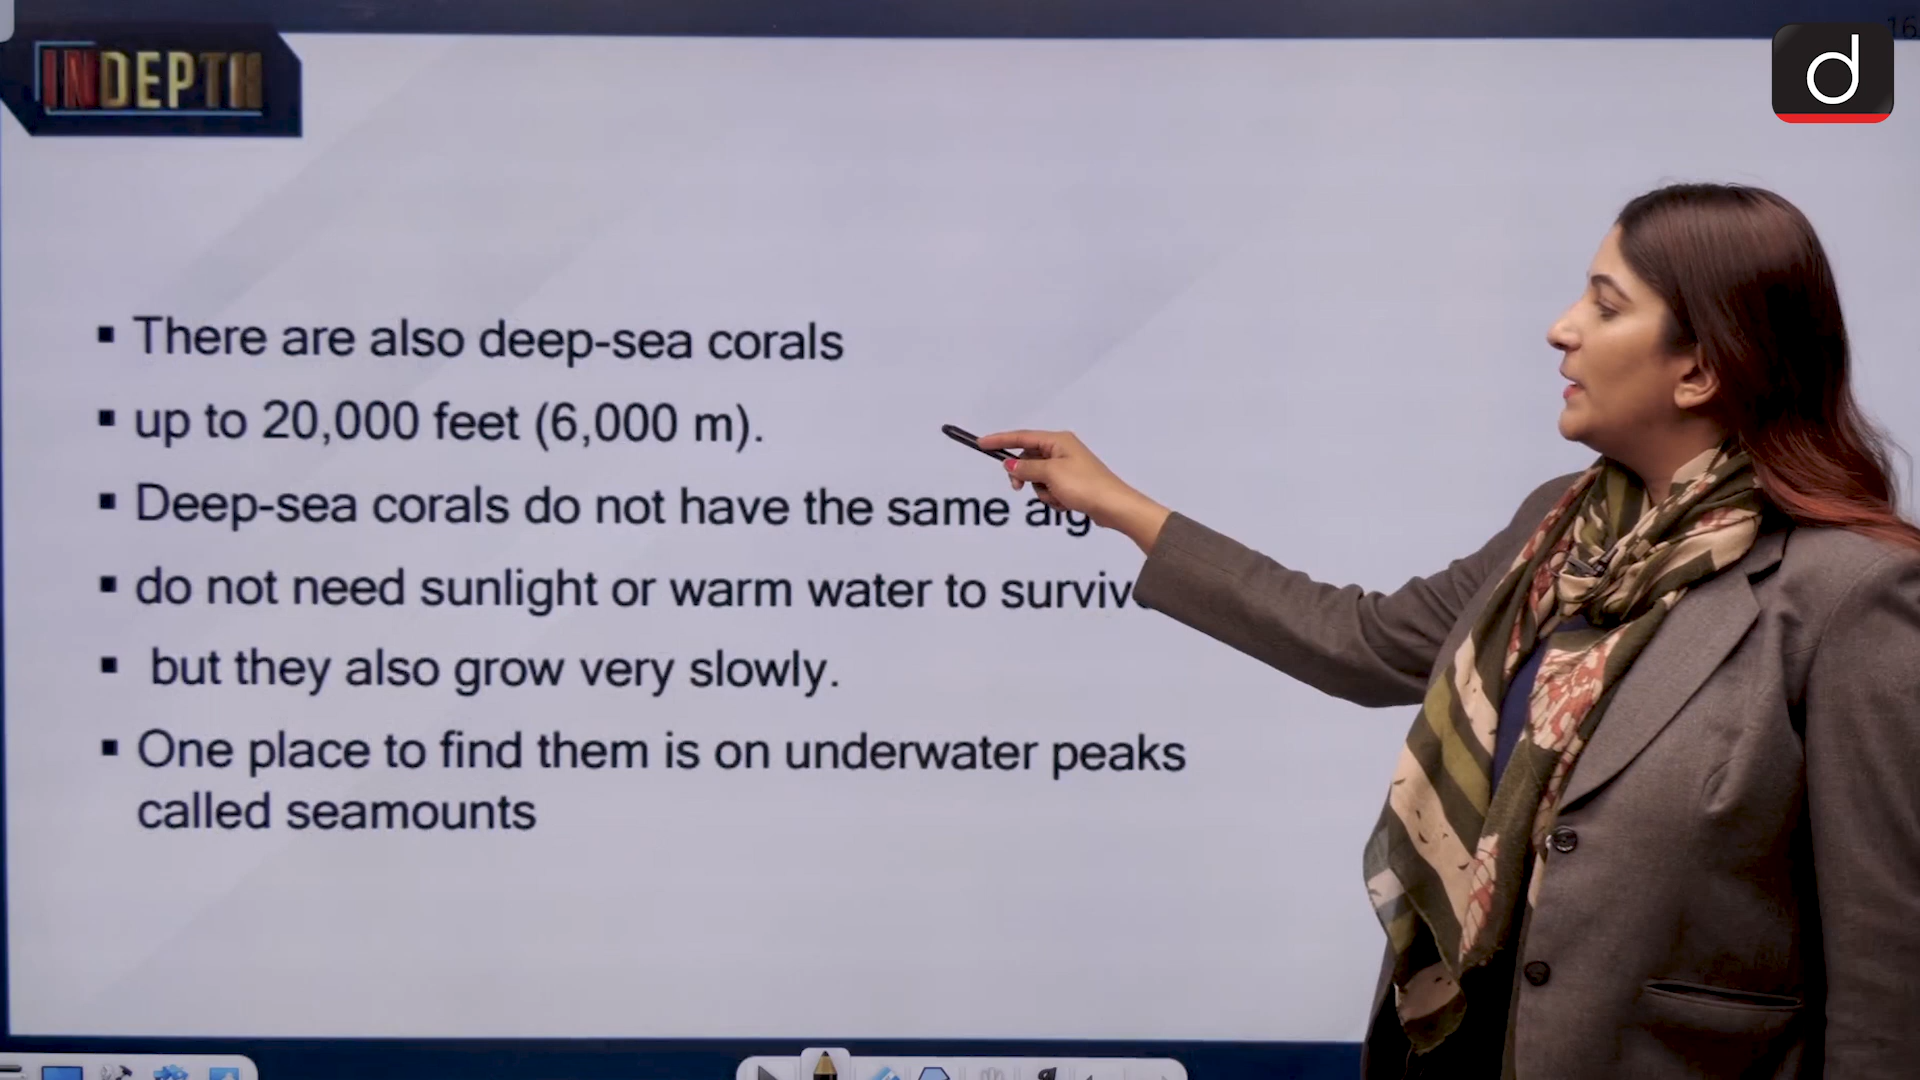 INDEPTH
16
d
There are also deep-sea corals
up to 20,000 feet (6,000 m).
Deep-sea corals do not have the same
do not need sunlight or warm water to survive
but they also grow very slowly.
One place to find them is on underwater peaks
called seamounts